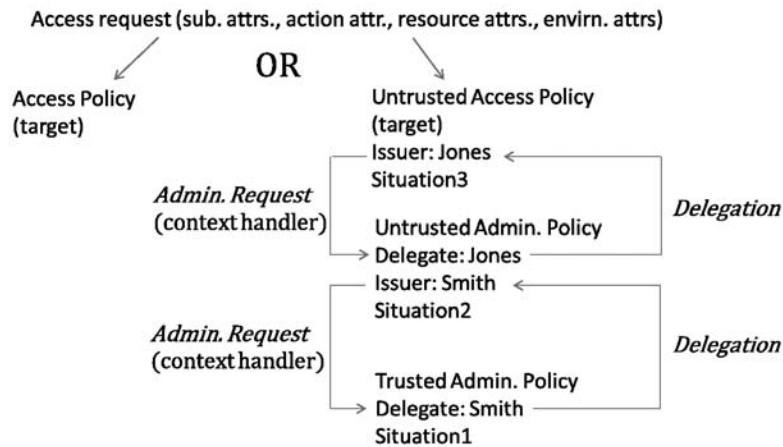 Access request (sub. attrs., action attr., resource attrs., envirn. attrs)
OR
Access Policy
(target)
Untrusted Access Policy
(target)
Issuer: Jones
Situation3
Admin. Request
(context handler)
Delegation
Untrusted Admin. Policy
Delegate: Jones
Issuer: Smith
Situation2
Admin. Request
(context handler)
Delegation
Trusted Admin. Policy
Delegate: Smith
Situation1